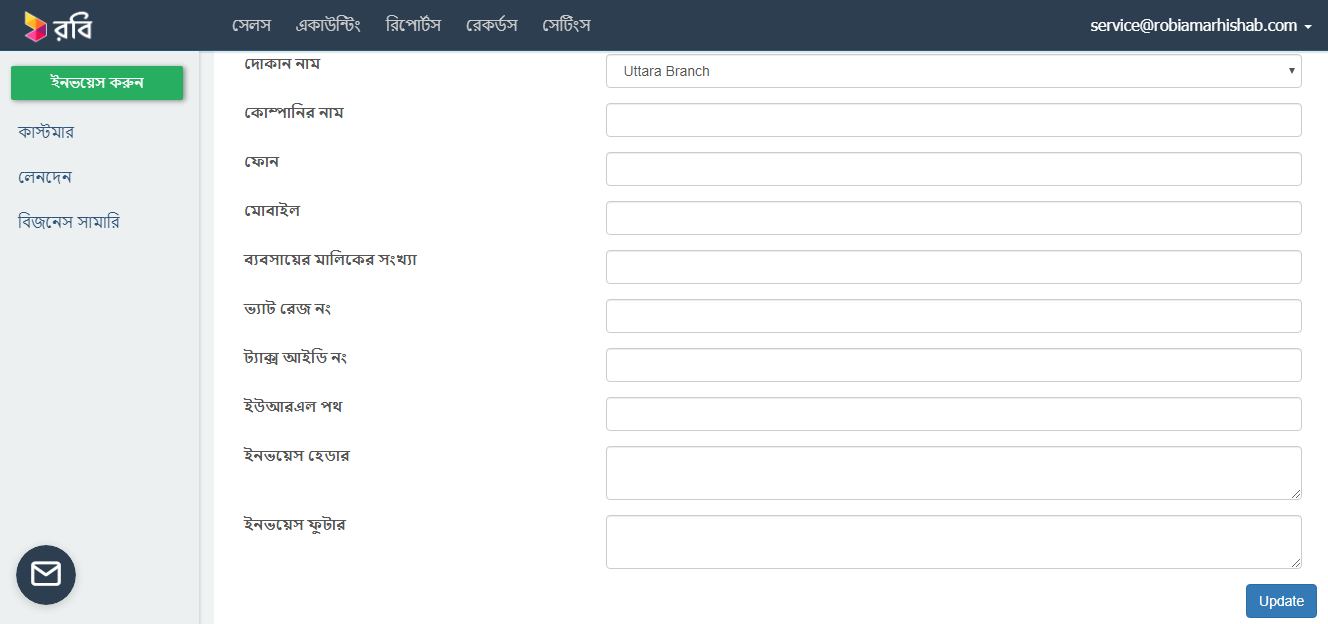 রবি
সেলস একাউন্টিং রিপোর্টস রেকর্ডস সেটিংস
service@robiamarhishab.com
ইনভয়েস করুন
কাস্টমার
লেনদেন
বিজনেস সামারি
দোকান নাম
Uttara Branch
কোম্পানির নাম
ফোন
মোবাইল
ব্যবসায়ের মালিকের সংখ্যা
ভ্যাট রেজ নং
ট্যাক্স আইডি নং
ইউআরএল পথ
ইনভয়েস হেডার
ইনভয়েস ফুটার
Update